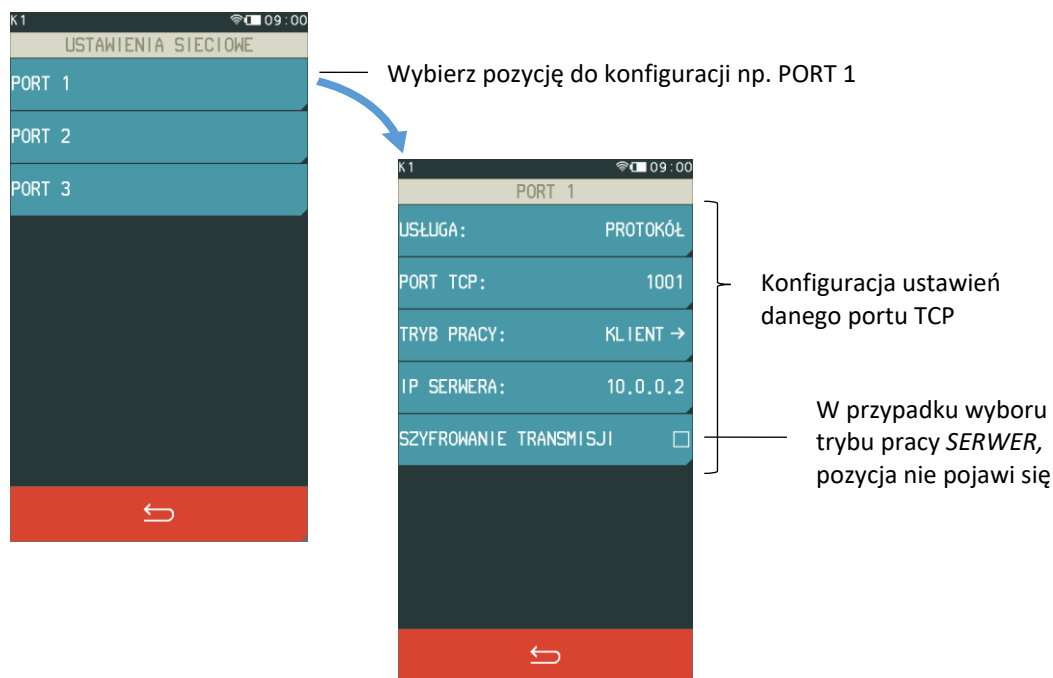 K1 09:00
USTAWIENIA SIECIOWE
PORT 1
PORT 2
PORT 3
Wybierz pozycję do konfiguracji np. PORT 1
K1 09:00
PORT 1
USŁUGA: PROTOKÓŁ
PORT TCP: 1001
TRYB PRACY: KLIENT →
IP SERWERA: 10.0.0.2
SZYFROWANIE TRANSMISJI
Konfiguracja ustawień
danego portu TCP
W przypadku wyboru
trybu pracy SERWER,
pozycja nie pojawi się